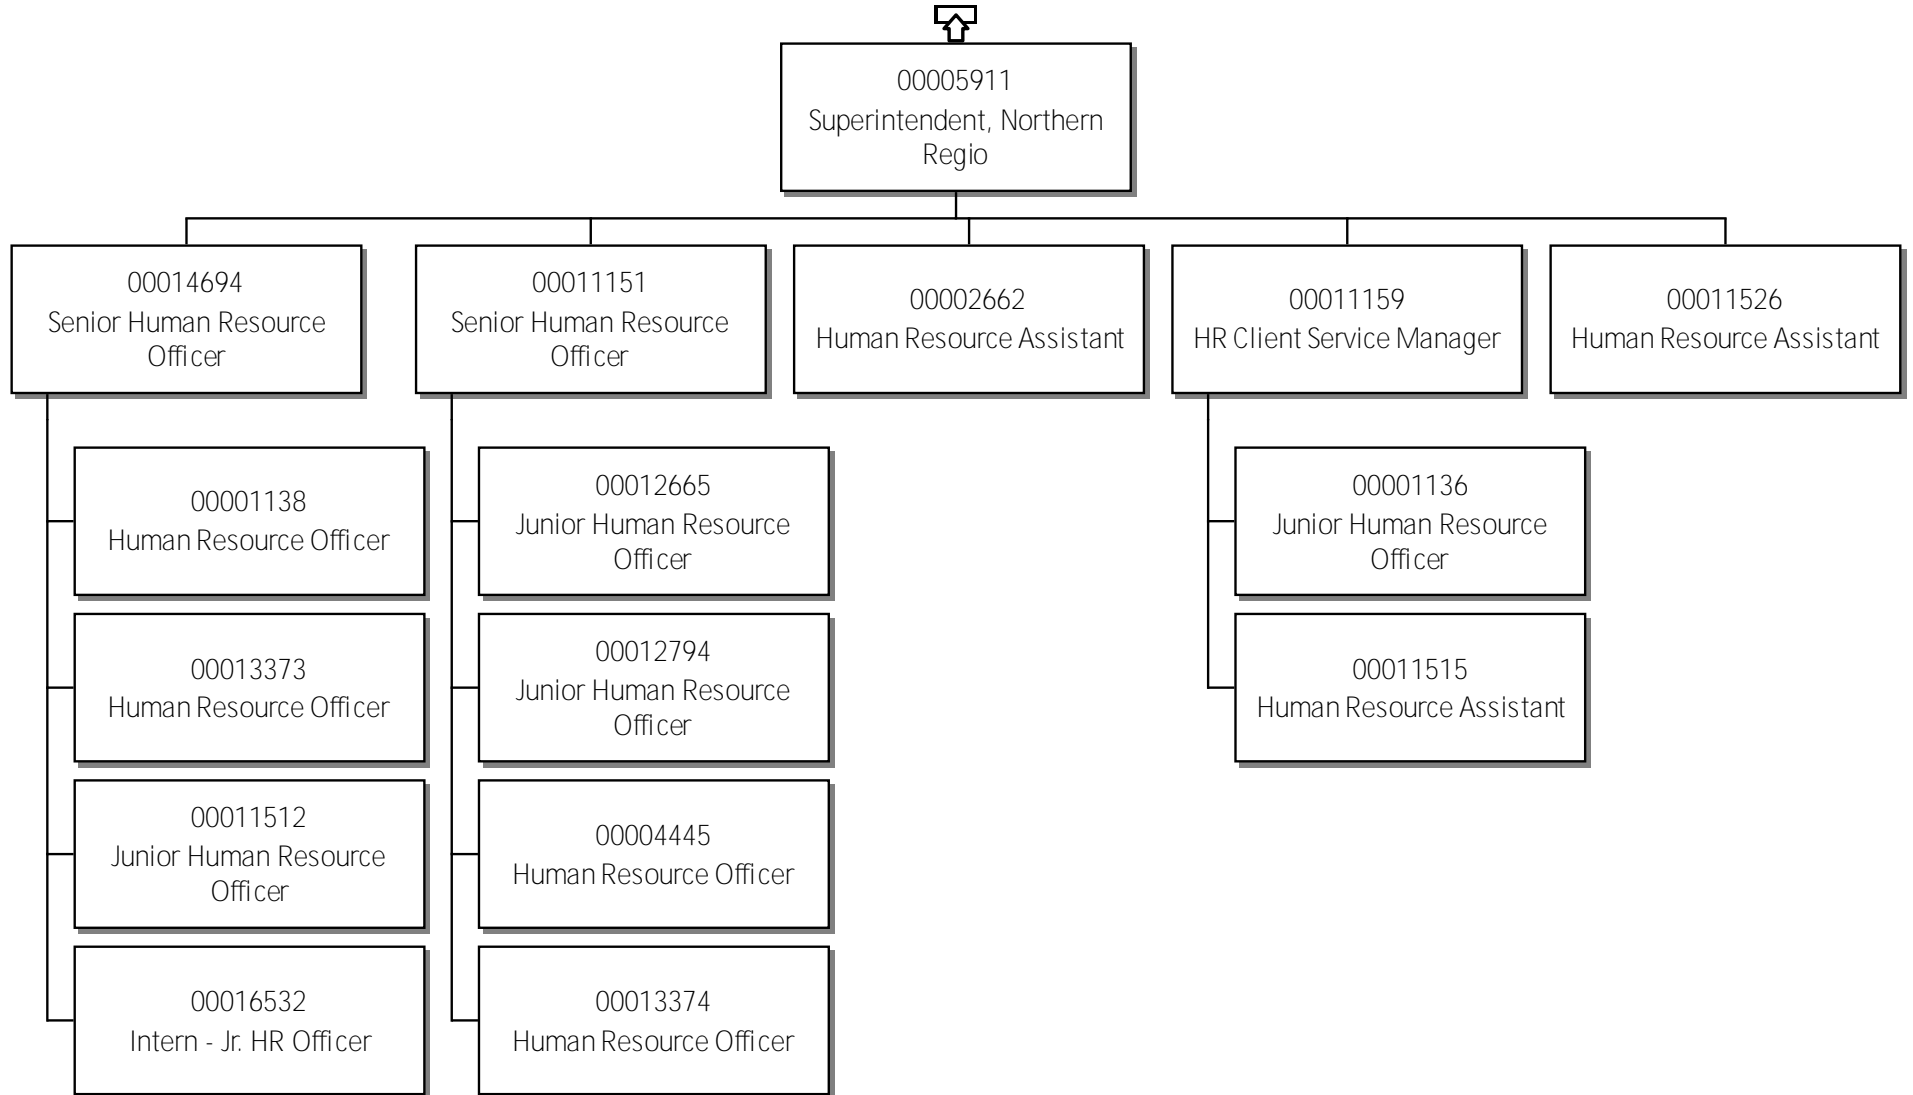 00005911
Superintendent, Northern
Regio
00014694
Senior Human Resource
Officer
00011151
Senior Human Resource
Officer
00002662
Human Resource Assistant
00011159
HR Client Service Manager
00011526
Human Resource Assistant
00001138
Human Resource Officer
00013373
Human Resource Officer
00011512
Junior Human Resource
Officer
00016532
Intern - Jr. HR Officer
00012665
Junior Human Resource
Officer
00012794
Junior Human Resource
Officer
00004445
Human Resource Officer
00013374
Human Resource Officer
00001136
Junior Human Resource
Officer
00011515
Human Resource Assistant